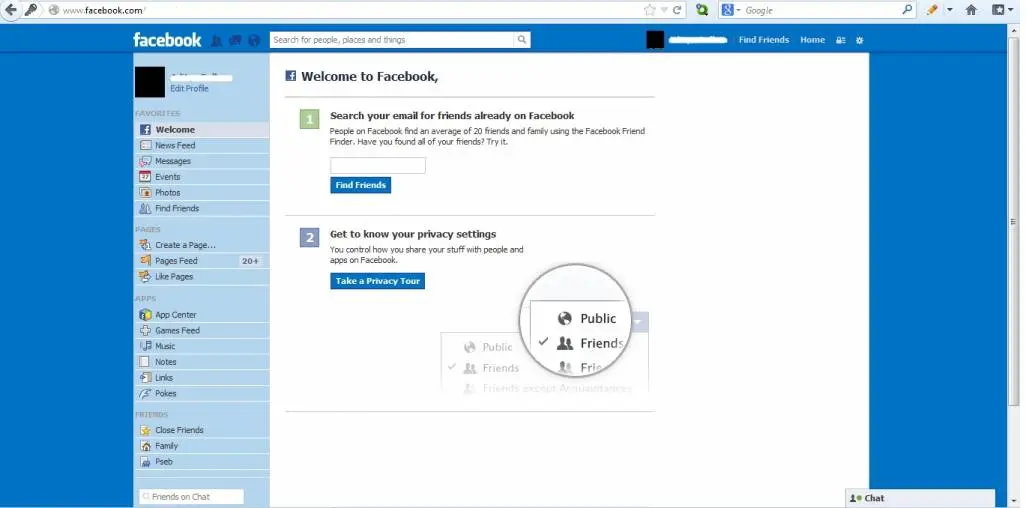 www.facebook.com/
Google
facebook
Search for people, places and things
Find Friends
Home
Edit Profile
FAVORITES
Welcome
News Feed
Messages
27
Events
Photos
Find Friends
PAGES
Create a Page...
Pages Feed 20+
Like Pages
APPS
App Center
Games Feed
Music
Notes
Links
Pokes
FRIENDS
Close Friends
Family
Pseb
Friends on Chat
Welcome to Facebook,
1
Search your email for friends already on Facebook
People on Facebook find an average of 20 friends and family using the Facebook Friend
Finder. Have you found all of your friends? Try it.
Find Friends
2
Get to know your privacy settings
You control how you share your stuff with people and
apps on Facebook.
Take a Privacy Tour
Public
Friends
Public
Friends
Friends except Acquaintances
Chat